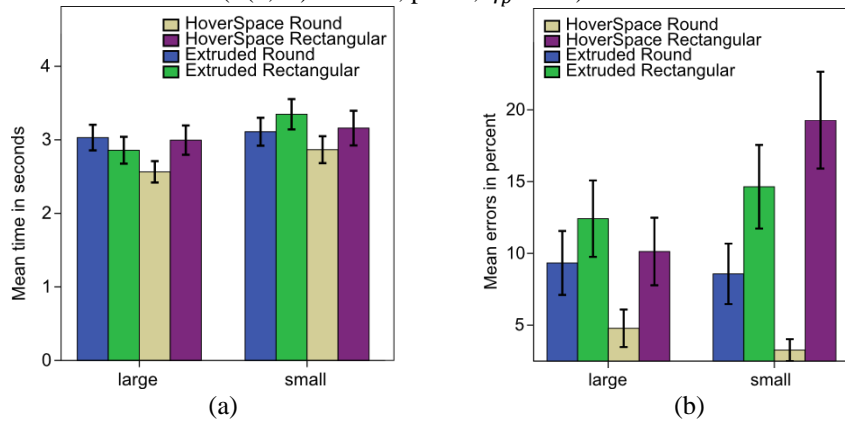 HoverSpace Round
HoverSpace Rectangular
Extruded Round
Extruded Rectangular
4
3
2
1
0
Mean time in seconds
large small
(a)
HoverSpace Round
HoverSpace Rectangular
Extruded Round
Extruded Rectangular
20
15
10
5
Mean errors in percent
large small
(b)